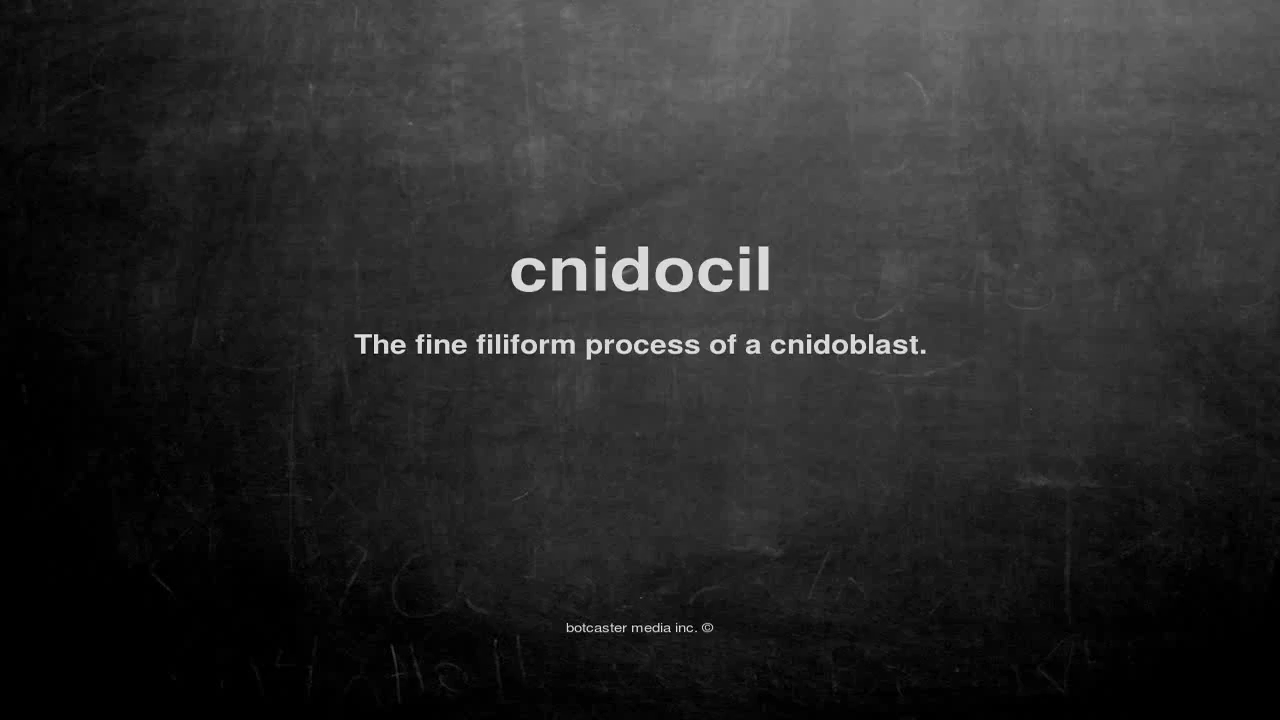 cnidocil
The fine filiform process of a cnidoblast.
botcaster media inc. ©